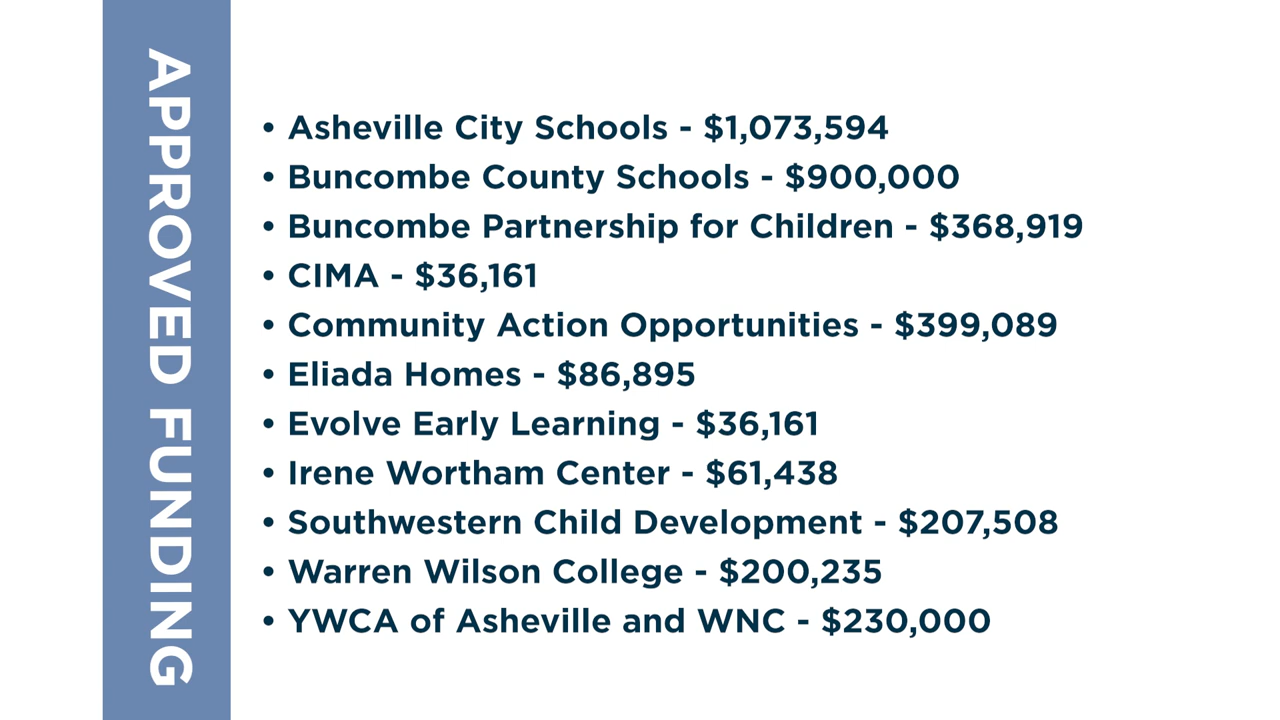 APPROVED FUNDING
• Asheville City Schools - $1,073,594
• Buncombe County Schools - $900,000
• Buncombe Partnership for Children - $368,919
• CIMA - $36,161
• Community Action Opportunities - $399,089
• Eliada Homes - $86,895
• Evolve Early Learning - $36,161
• Irene Wortham Center - $61,438
• Southwestern Child Development - $207,508
• Warren Wilson College - $200,235
• YWCA of Asheville and WNC - $230,000